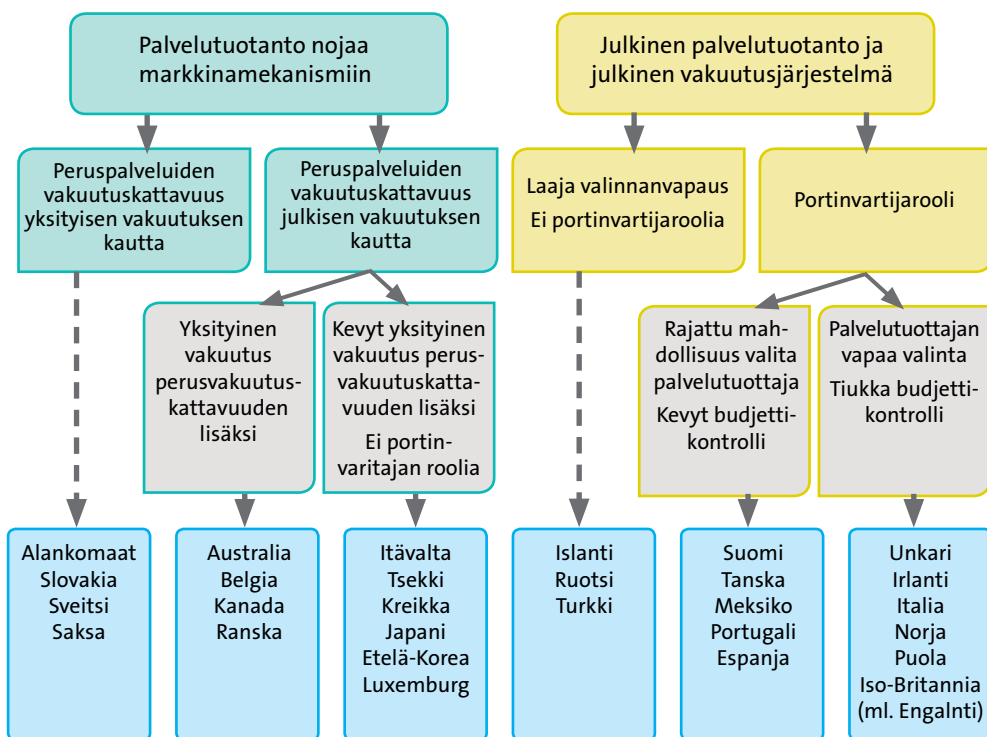 Palvelutuotanto nojaa
markkinamekanismiin
Julkinen palvelutuotanto ja
julkinen vakuutusjärjestelmä
Peruspalveluiden
vakuutuskattavuus
yksityisen vakuutuksen
kautta
Peruspalveluiden
vakuutuskattavuus
julkisen vakuutuksen
kautta
Laaja valinnanvapaus
Ei portinvartijaroolia
Portinvartijarooli
Yksityinen
vakuutus
perusvakuutus-
kattavuuden
lisäksi
Kevyt yksityinen
vakuutus perus-
vakuutuskatta-
vuuden lisäksi
Ei portin-
varitajan roolia
Rajattu mah-
dollisuus valita
palvelutuottaja
Kevyt budjetti-
kontrolli
Palvelutuottajan
vapaa valinta
Tiukka budjetti-
kontrolli
Alankomaat
Slovakia
Sveitsi
Saksa
Australia
Belgia
Kanada
Ranska
Itävalta
Tsekki
Kreikka
Japani
Etelä-Korea
Luxemburg
Islanti
Ruotsi
Turkki
Suomi
Tanska
Meksiko
Portugali
Espanja
Unkari
Irlanti
Italia
Norja
Puola
Iso-Britannia
(ml. Engalnti)